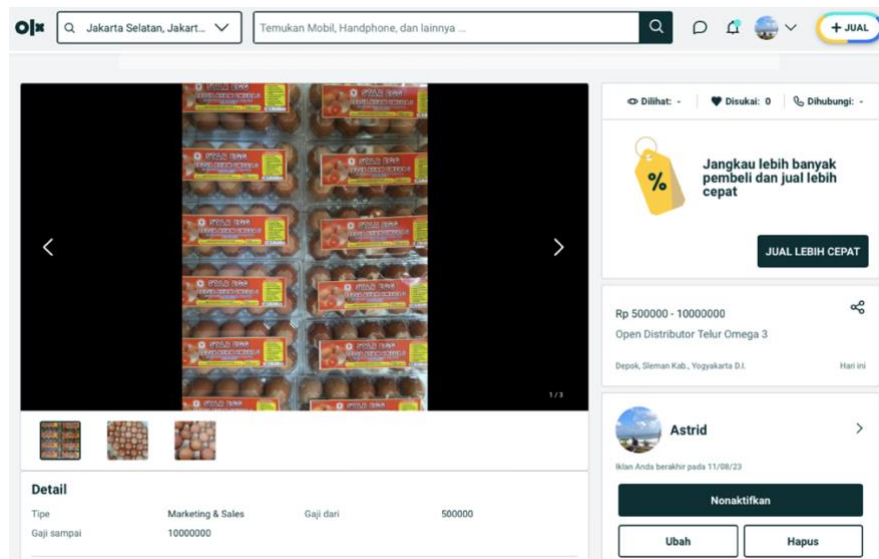 olx
Jakarta Selatan, Jakart...
Temukan Mobil, Handphone, dan lainnya ...
+ JUAL
Dilihat: -
Disukai: 0
Dihubungi: -
%
Jangkau lebih banyak
pembeli dan jual lebih
cepat
JUAL LEBIH CEPAT
STAR EGG
1 / 3
Rp 500000 - 10000000
Open Distributor Telur Omega 3
Depok, Sleman Kab., Yogyakarta D.I.
Hari ini
Astrid
Iklan Anda berakhir pada 11/08/23
Nonaktifkan
Ubah
Hapus
Detail
Tipe
Marketing & Sales
Gaji dari
500000
Gaji sampai
10000000